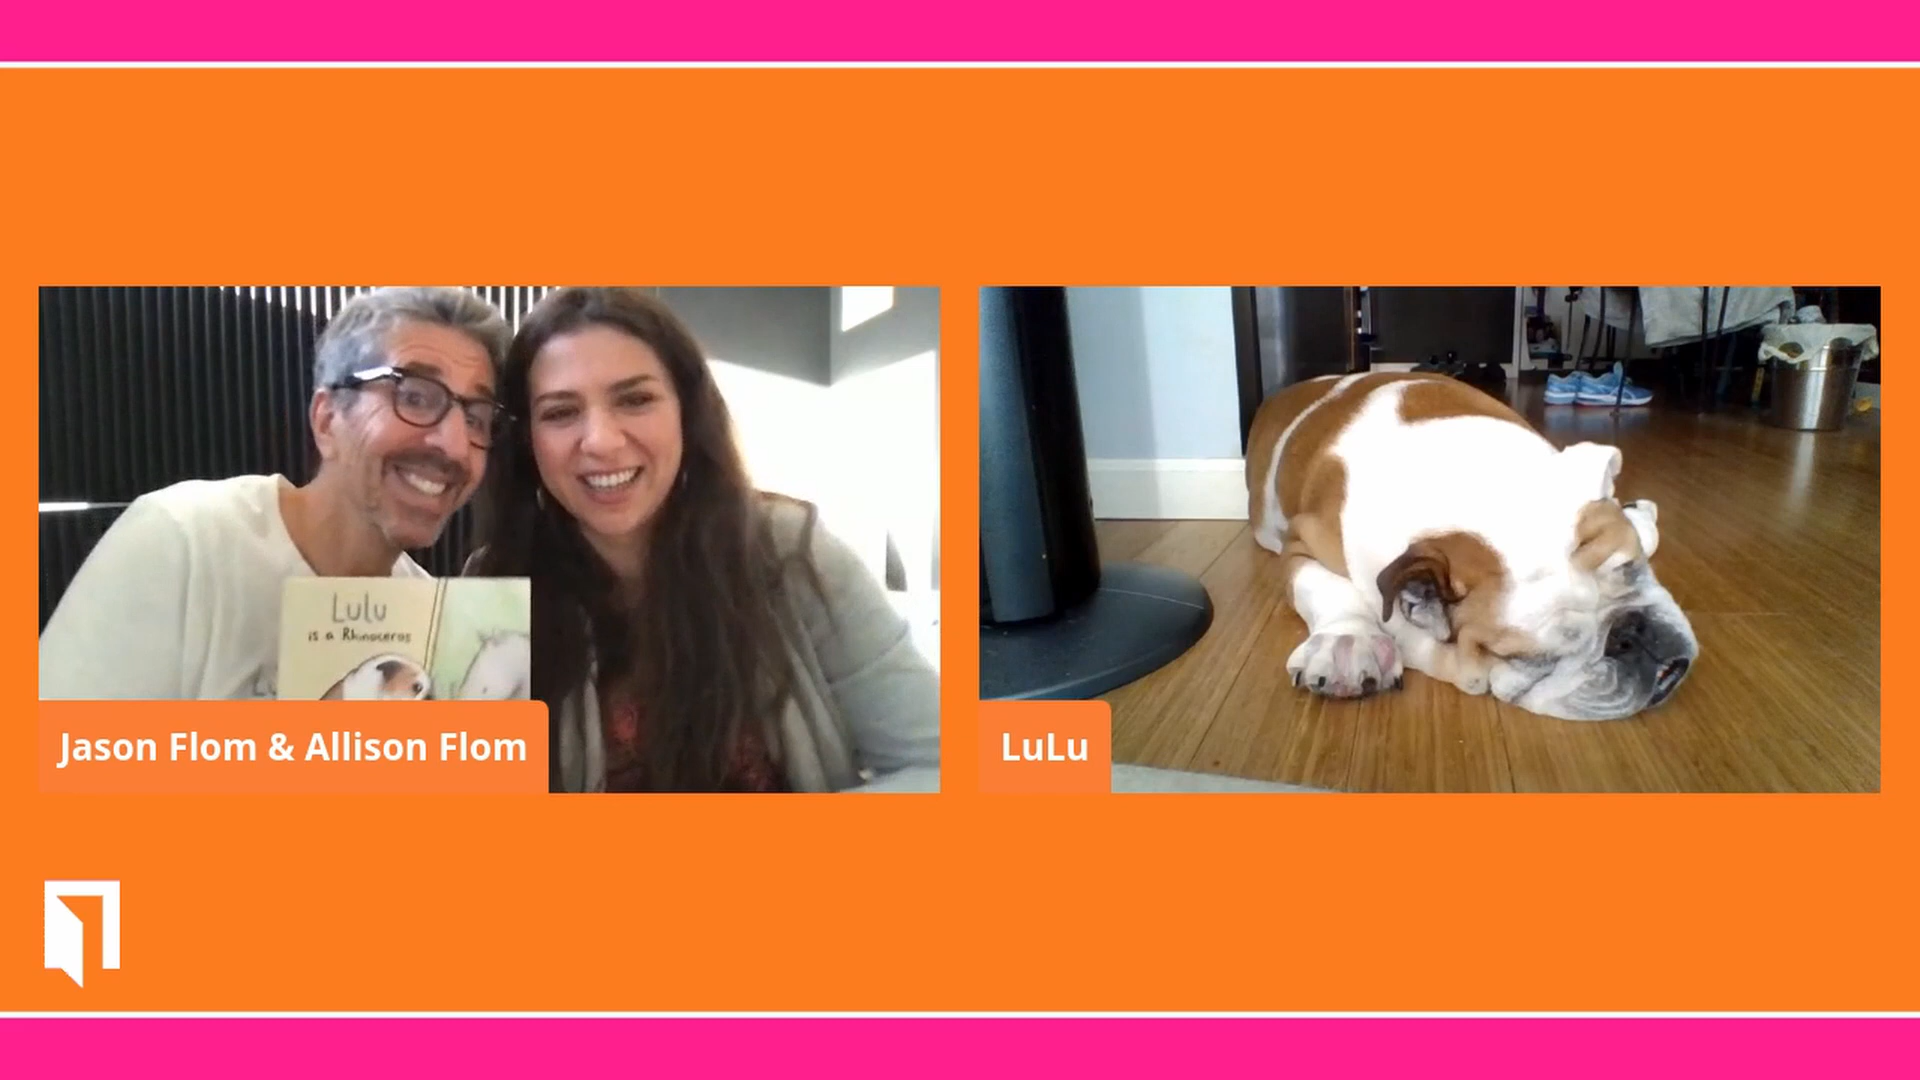 Lulu
is a Rhinoceros
Jason Flom & Allison Flom
LuLu